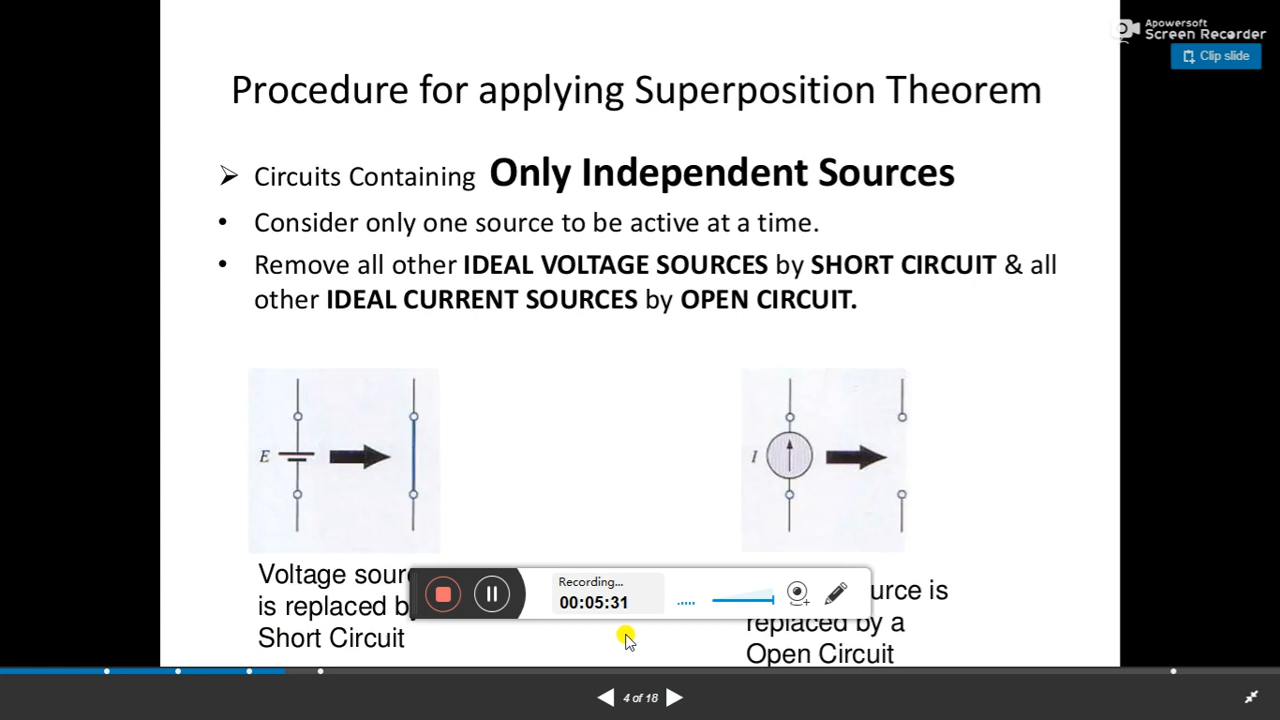 Apowersoft
Screen Recorder
Clip slide
Procedure for applying Superposition Theorem
➢ Circuits Containing Only Independent Sources
• Consider only one source to be active at a time.
• Remove all other IDEAL VOLTAGE SOURCES by SHORT CIRCUIT & all
other IDEAL CURRENT SOURCES by OPEN CIRCUIT.
E
I
Voltage
is replaced
Short Circuit
is
replaced by a
Open Circuit
Recording...
00:05:31
4 of 18